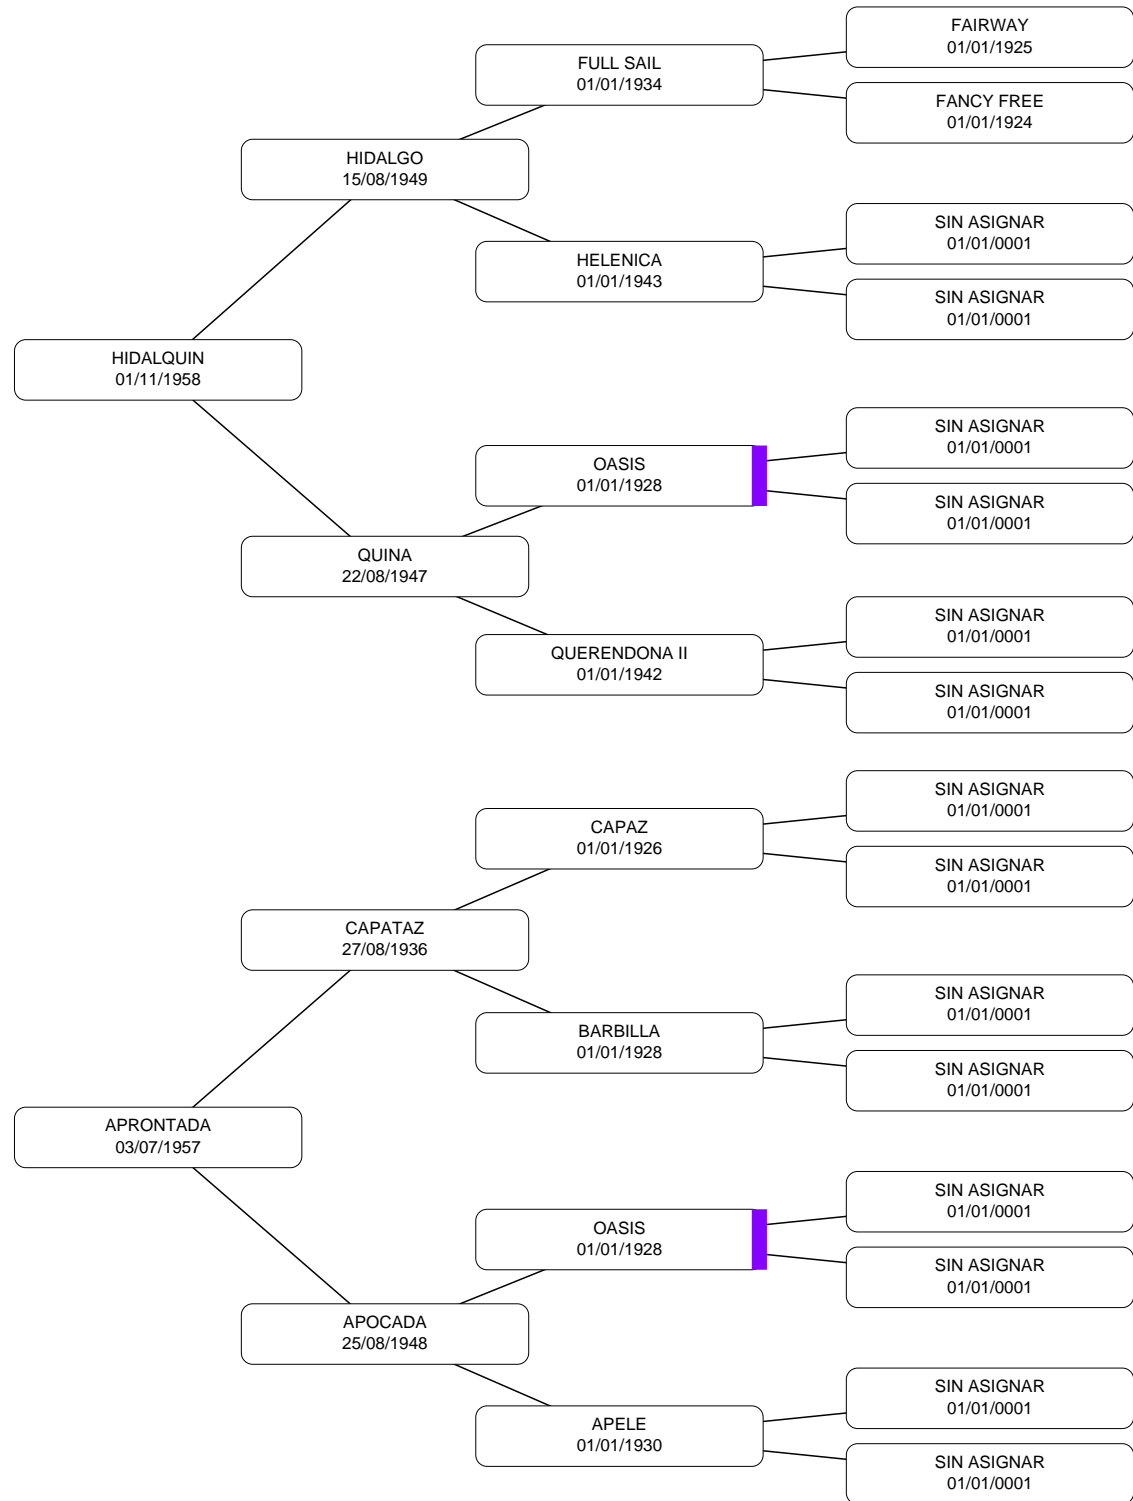 FAIRWAY
01/01/1925
FULL SAIL
01/01/1934
FANCY FREE
01/01/1924
HIDALGO
15/08/1949
SIN ASIGNAR
01/01/0001
HELENICA
01/01/1943
SIN ASIGNAR
01/01/0001
HIDALQUIN
01/11/1958
SIN ASIGNAR
01/01/0001
OASIS
01/01/1928
SIN ASIGNAR
01/01/0001
QUINA
22/08/1947
SIN ASIGNAR
01/01/0001
QUERENDONA II
01/01/1942
SIN ASIGNAR
01/01/0001
SIN ASIGNAR
01/01/0001
CAPAZ
01/01/1926
SIN ASIGNAR
01/01/0001
CAPATAZ
27/08/1936
SIN ASIGNAR
01/01/0001
BARBILLA
01/01/1928
SIN ASIGNAR
01/01/0001
APRONTADA
03/07/1957
SIN ASIGNAR
01/01/0001
OASIS
01/01/1928
SIN ASIGNAR
01/01/0001
APOCADA
25/08/1948
SIN ASIGNAR
01/01/0001
APELE
01/01/1930
SIN ASIGNAR
01/01/0001